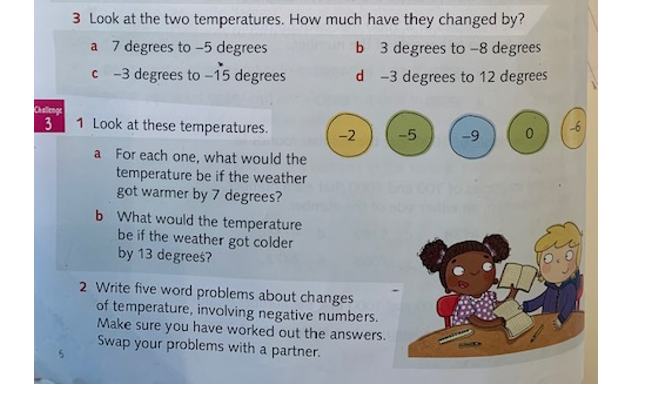 3 Look at the two temperatures. How much have they changed by?
a 7 degrees to –5 degrees
b 3 degrees to –8 degrees
c –3 degrees to –15 degrees
d –3 degrees to 12 degrees
Challenge
3
1 Look at these temperatures.
–2 –5 –9 0 –6
a For each one, what would the
temperature be if the weather
got warmer by 7 degrees?
b What would the temperature
be if the weather got colder
by 13 degrees?
2 Write five word problems about changes
of temperature, involving negative numbers.
Make sure you have worked out the answers.
Swap your problems with a partner.
5